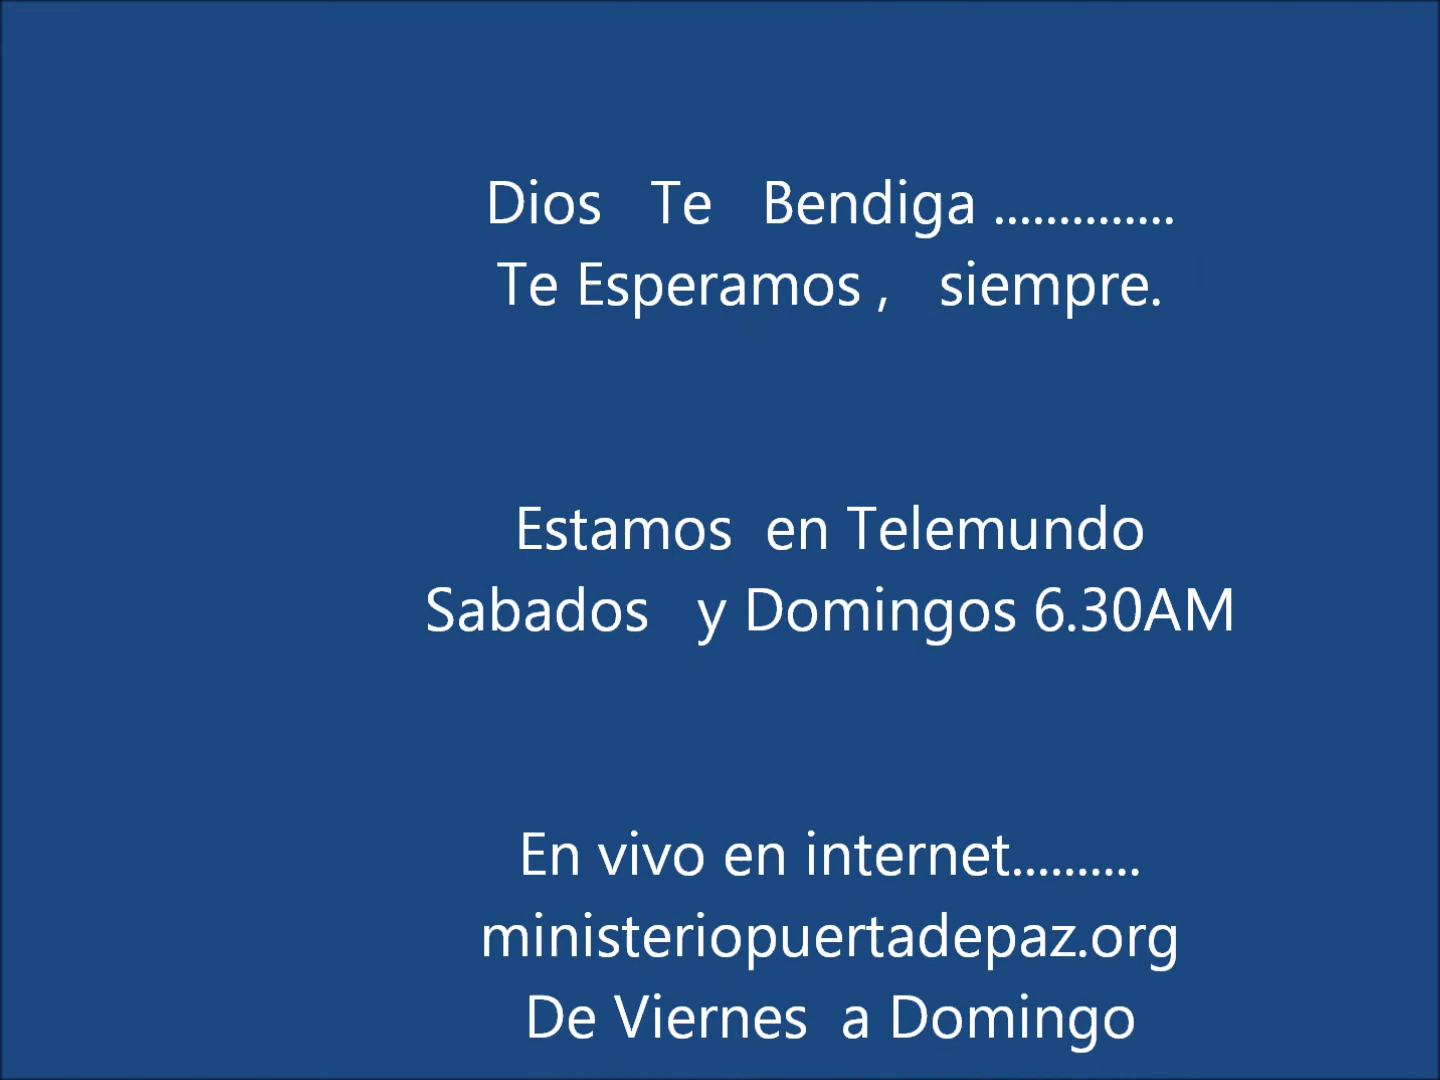 Dios Te Bendiga ..............
Te Esperamos , siempre.
Estamos en Telemundo
Sabados y Domingos 6.30AM
En vivo en internet..........
ministeriopuertadepaz.org
De Viernes a Domingo